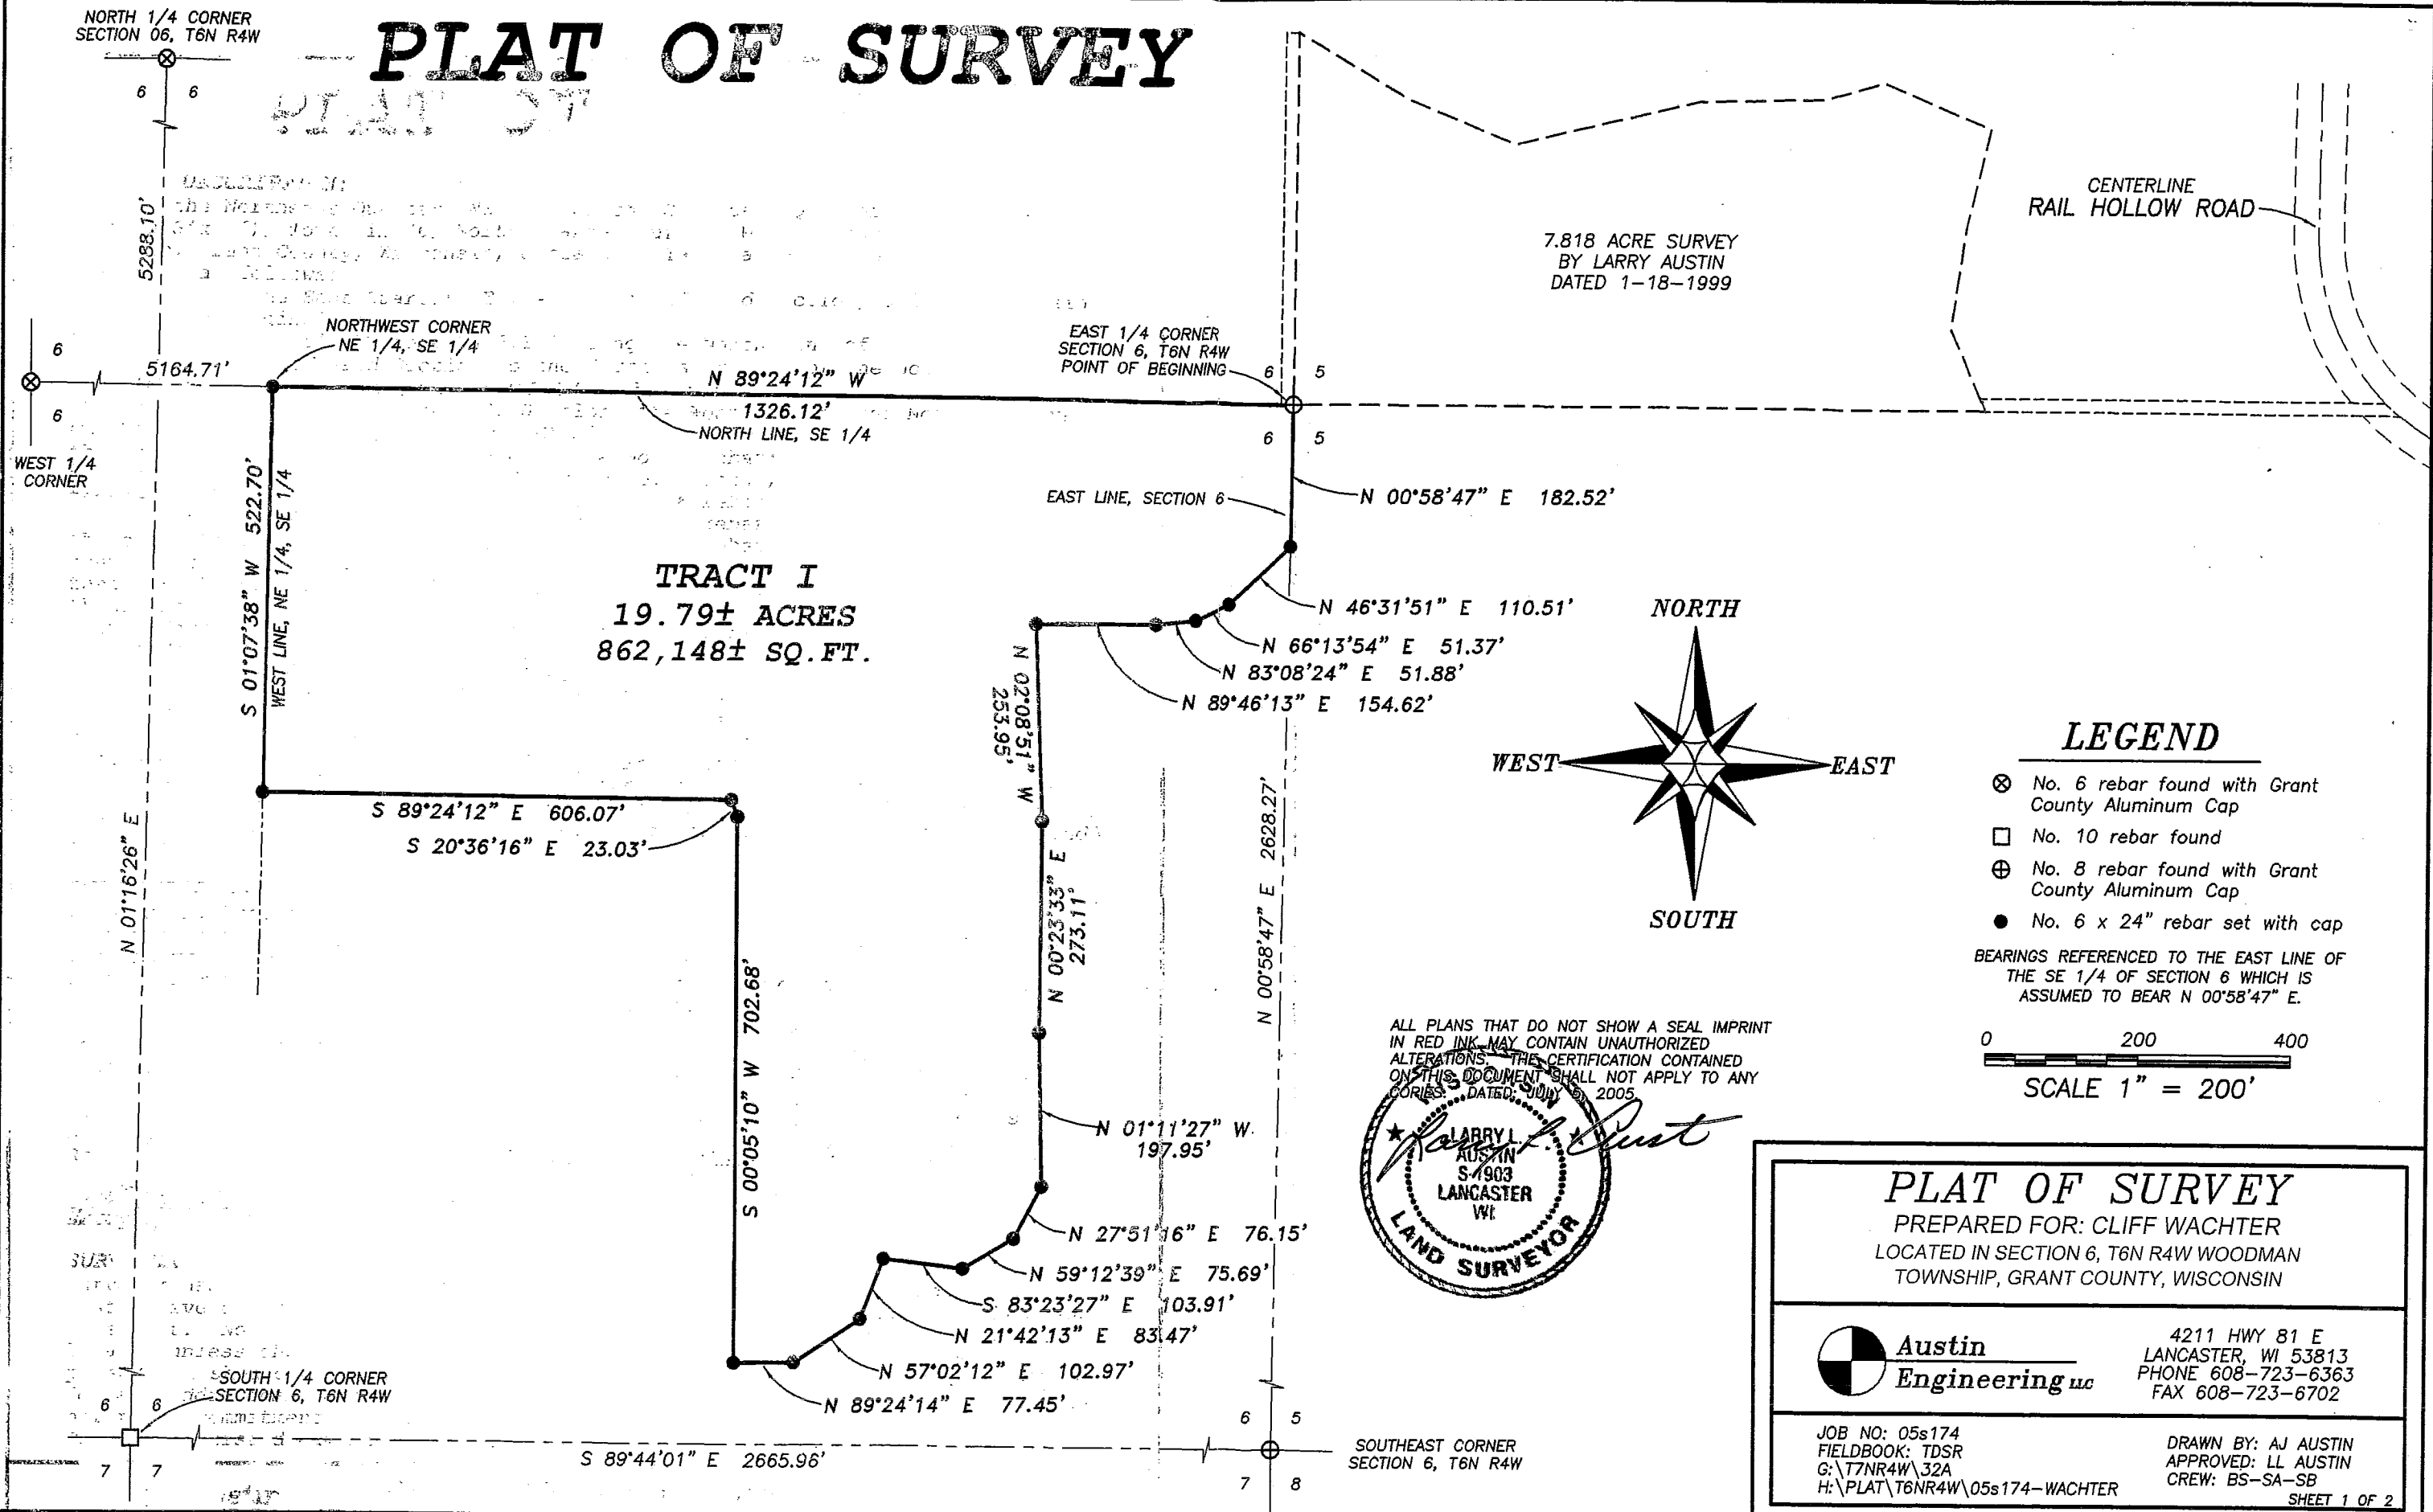 NORTH 1/4 CORNER
SECTION 06, T6N R4W
PLAT OF SURVEY
6 6
5288.10'
CENTERLINE
RAIL HOLLOW ROAD
7.818 ACRE SURVEY
BY LARRY AUSTIN
DATED 1-18-1999
NORTHWEST CORNER
NE 1/4, SE 1/4
EAST 1/4 CORNER
SECTION 6, T6N R4W
POINT OF BEGINNING
6
5164.71'
6
WEST 1/4
CORNER
N 89°24'12" W
1326.12'
NORTH LINE, SE 1/4
6 5
6 5
S 01°07'38" W 522.70'
WEST LINE, NE 1/4, SE 1/4
EAST LINE, SECTION 6
N 00°58'47" E 182.52'
TRACT I
19.79± ACRES
862,148± SQ.FT.
N 46°31'51" E 110.51'
N 66°13'54" E 51.37'
N 83°08'24" E 51.88'
N 89°46'13" E 154.62'
N 02°08'51" W
253.95'
NORTH
WEST
EAST
SOUTH
LEGEND
No. 6 rebar found with Grant
County Aluminum Cap
No. 10 rebar found
No. 8 rebar found with Grant
County Aluminum Cap
No. 6 x 24" rebar set with cap
BEARINGS REFERENCED TO THE EAST LINE OF
THE SE 1/4 OF SECTION 6 WHICH IS
ASSUMED TO BEAR N 00°58'47" E.
0 200 400
SCALE 1" = 200'
S 89°24'12" E 606.07'
S 20°36'16" E 23.03'
N 01°16'26" E
N 00°23'33" E
273.11'
N 00°58'47" E 2628.27'
S 00°05'10" W 702.68'
ALL PLANS THAT DO NOT SHOW A SEAL IMPRINT
IN RED INK MAY CONTAIN UNAUTHORIZED
ALTERATIONS. THE CERTIFICATION CONTAINED
ON THIS DOCUMENT SHALL NOT APPLY TO ANY
COPIES. DATED: JULY 5, 2005
WISCONSIN
LARRY L.
AUSTIN
S-1903
LANCASTER
WI.
LAND SURVEYOR
N 01°11'27" W
197.95'
N 27°51'16" E 76.15'
N 59°12'39" E 75.69'
S 83°23'27" E 103.91'
N 21°42'13" E 83.47'
N 57°02'12" E 102.97'
N 89°24'14" E 77.45'
SOUTH 1/4 CORNER
SECTION 6, T6N R4W
6 6
7 7
S 89°44'01" E 2665.96'
6 5
7 8
SOUTHEAST CORNER
SECTION 6, T6N R4W
PLAT OF SURVEY
PREPARED FOR: CLIFF WACHTER
LOCATED IN SECTION 6, T6N R4W WOODMAN
TOWNSHIP, GRANT COUNTY, WISCONSIN
Austin
Engineering LLC
4211 HWY 81 E
LANCASTER, WI 53813
PHONE 608-723-6363
FAX 608-723-6702
JOB NO: 05s174
FIELDBOOK: TDSR
G:\T7NR4W\32A
H:\PLAT\T6NR4W\05s174-WACHTER
DRAWN BY: AJ AUSTIN
APPROVED: LL AUSTIN
CREW: BS-SA-SB
SHEET 1 OF 2